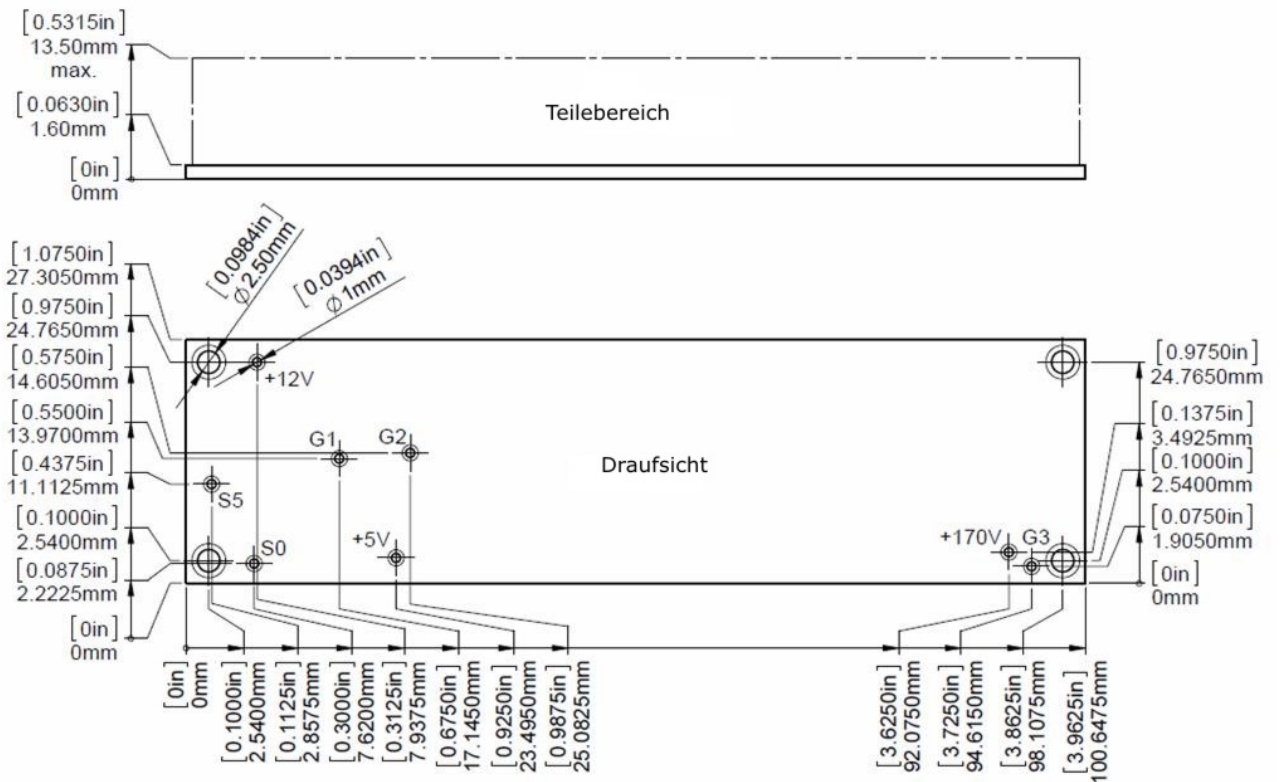 [0.5315in]
13.50mm
max.
[0.0630in]
1.60mm
[0in]
0mm
Teilebereich
[1.0750in]
27.3050mm
[0.9750in]
24.7650mm
[0.5750in]
14.6050mm
[0.5500in]
13.9700mm
[0.4375in]
11.1125mm
[0.1000in]
2.5400mm
[0.0875in]
2.2225mm
[0in]
0mm
[0.0984in]
∅2.50mm
[0.0394in]
∅1mm
+12V
G1
G2
S5
S0
+5V
Draufsicht
+170V
G3
[0.9750in]
24.7650mm
[0.1375in]
3.4925mm
[0.1000in]
2.5400mm
[0.0750in]
1.9050mm
[0in]
0mm
[0in]
0mm
[0.1000in]
2.5400mm
[0.1125in]
2.8575mm
[0.3000in]
7.6200mm
[0.3125in]
7.9375mm
[0.6750in]
17.1450mm
[0.9250in]
23.4950mm
[0.9875in]
25.0825mm
[3.6250in]
92.0750mm
[3.7250in]
94.6150mm
[3.8625in]
98.1075mm
[3.9625in]
100.6475mm